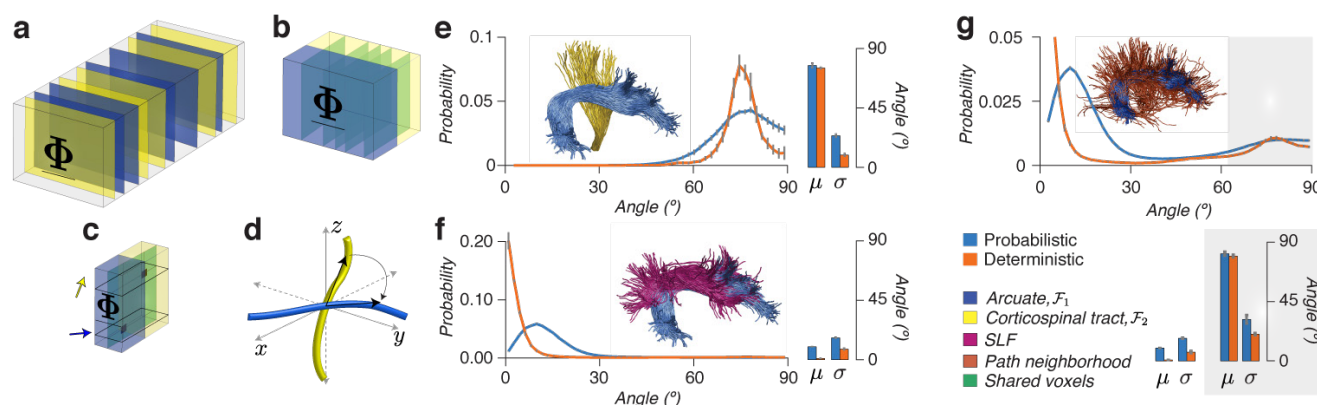 a
Φ
b
Φ
c
Φ
d
z
x
y
e
Probability
0.1
0.05
0
0
30
60
90
Angle (º)
90
45
0
Angle (º)
μ σ
f
Probability
0.20
0.10
0.00
0
30
60
90
Angle (º)
90
45
0
Angle (º)
μ σ
g
Probability
0.05
0.025
0
0
30
60
90
Angle (º)
Probabilistic
Deterministic
Arcuate, ℱ₁
Corticospinal tract, ℱ₂
SLF
Path neighborhood
Shared voxels
μ σ
μ σ
90
45
0
Angle (º)